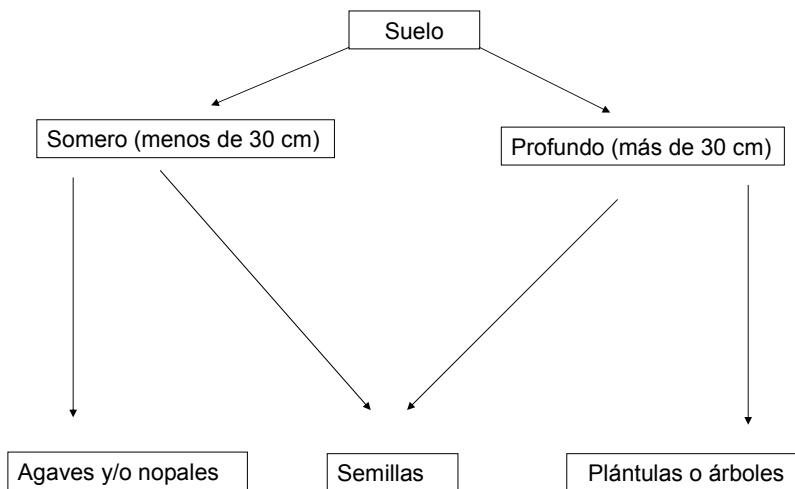 Suelo
Somero (menos de 30 cm)
Profundo (más de 30 cm)
Agaves y/o nopales
Semillas
Plántulas o árboles